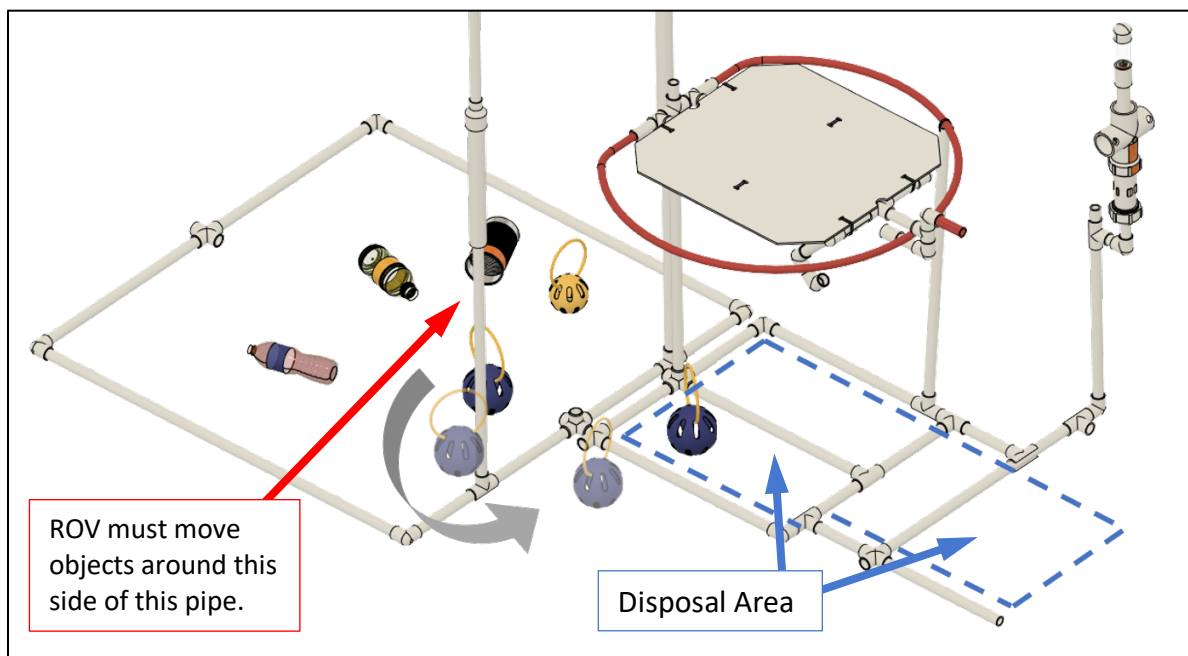 ROV must move
objects around this
side of this pipe.
Disposal Area